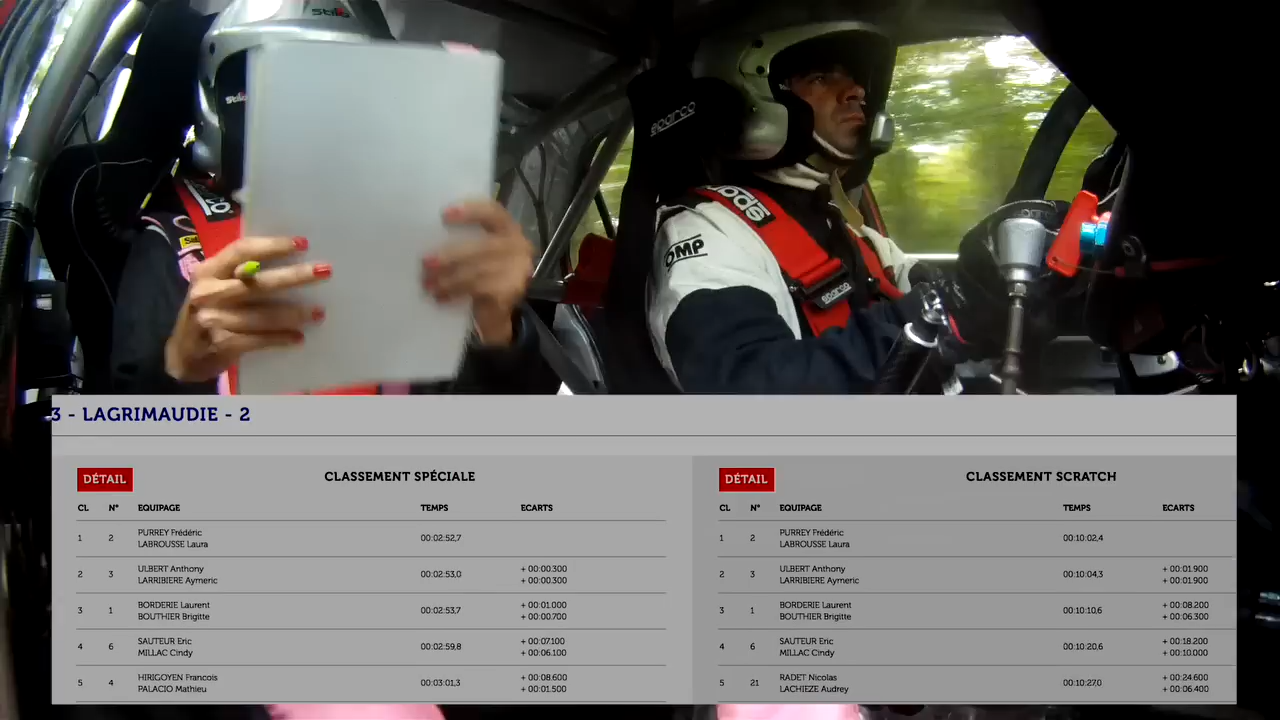 Stilo
Stilo
sparco
OMP
sparco
3 - LAGRIMAUDIE - 2
DÉTAIL
CLASSEMENT SPÉCIALE
CL N° EQUIPAGE TEMPS ECARTS
1 2 PURREY Frédéric 00:02:52,7
LABROUSSE Laura
2 3 ULBERT Anthony 00:02:53,0 + 00:00.300
LARRIBIERE Aymeric + 00:00.300
3 1 BORDERIE Laurent 00:02:53,7 + 00:01.000
BOUTHIER Brigitte + 00:00.700
4 6 SAUTEUR Eric 00:02:59,8 + 00:07.100
MILLAC Cindy + 00:06.100
5 4 HIRIGOYEN Francois 00:03:01,3 + 00:08.600
PALACIO Mathieu + 00:01.500
DÉTAIL
CLASSEMENT SCRATCH
CL N° EQUIPAGE TEMPS ECARTS
1 2 PURREY Frédéric 00:10:02,4
LABROUSSE Laura
2 3 ULBERT Anthony 00:10:04,3 + 00:01.900
LARRIBIERE Aymeric + 00:01.900
3 1 BORDERIE Laurent 00:10:10,6 + 00:08.200
BOUTHIER Brigitte + 00:06.300
4 6 SAUTEUR Eric 00:10:20,6 + 00:18.200
MILLAC Cindy + 00:10.000
5 21 RADET Nicolas 00:10:27,0 + 00:24.600
LACHIEZE Audrey + 00:06.400